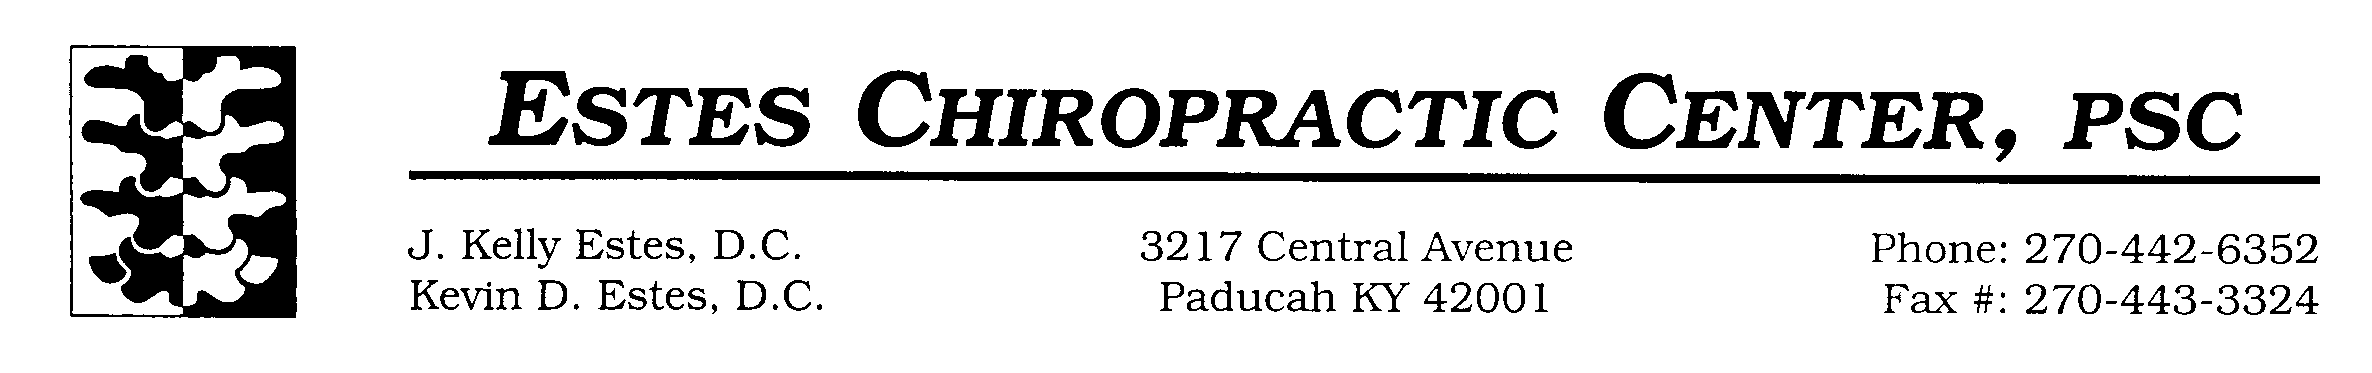 ESTES CHIROPRACTIC CENTER, PSC
J. Kelly Estes, D.C.
Kevin D. Estes, D.C.
3217 Central Avenue
Paducah KY 42001
Phone: 270-442-6352
Fax #: 270-443-3324